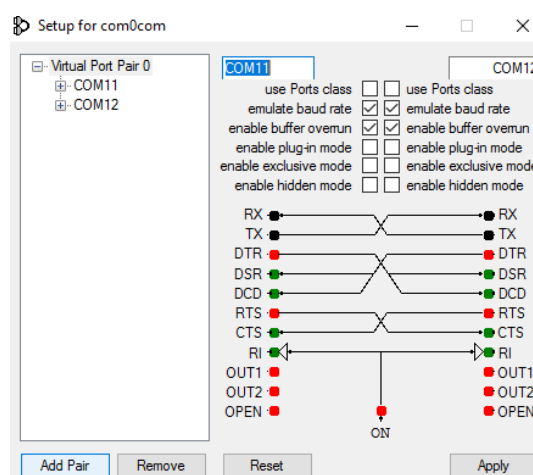 Setup for com0com
Virtual Port Pair 0
COM11
COM12
COM11
COM12
use Ports class use Ports class
emulate baud rate emulate baud rate
enable buffer overrun enable buffer overrun
enable plug-in mode enable plug-in mode
enable exclusive mode enable exclusive mode
enable hidden mode enable hidden mode
RX RX
TX TX
DTR DTR
DSR DSR
DCD DCD
RTS RTS
CTS CTS
RI RI
OUT1 OUT1
OUT2 OUT2
OPEN OPEN
ON
Add Pair Remove Reset Apply